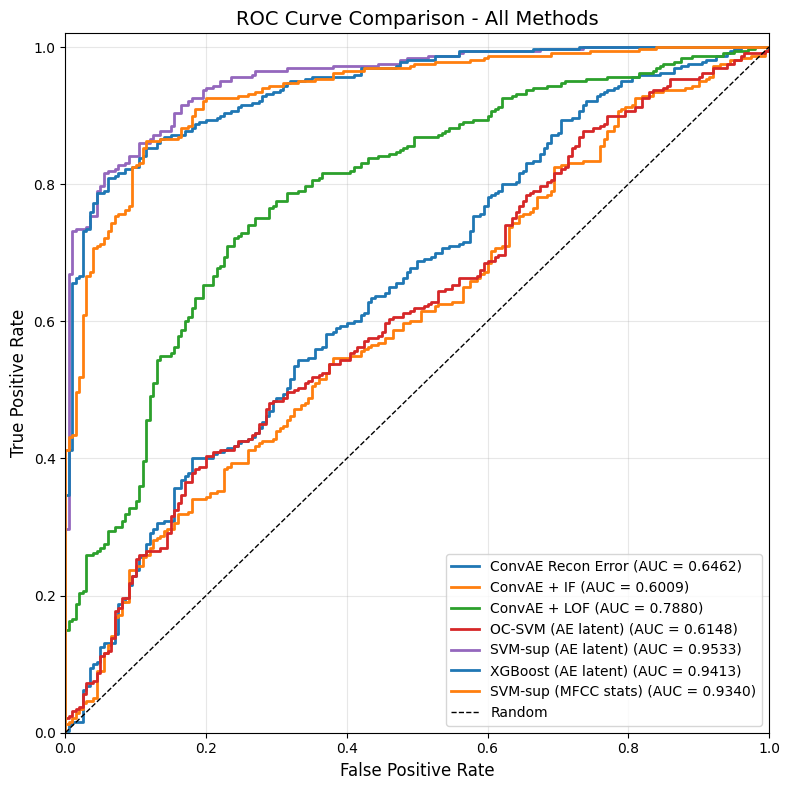 ROC Curve Comparison - All Methods
True Positive Rate
1.0
0.8
0.6
0.4
0.2
0.0
ConvAE Recon Error (AUC = 0.6462)
ConvAE + IF (AUC = 0.6009)
ConvAE + LOF (AUC = 0.7880)
OC-SVM (AE latent) (AUC = 0.6148)
SVM-sup (AE latent) (AUC = 0.9533)
XGBoost (AE latent) (AUC = 0.9413)
SVM-sup (MFCC stats) (AUC = 0.9340)
Random
0.0 0.2 0.4 0.6 0.8 1.0
False Positive Rate